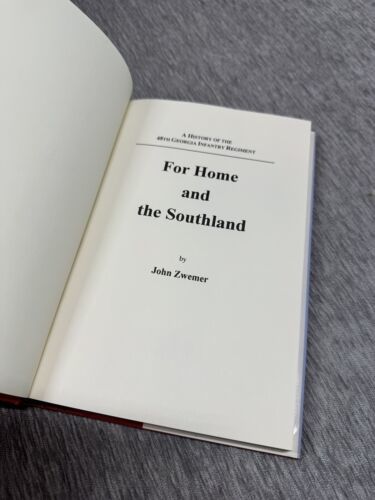 A HISTORY OF THE
48TH GEORGIA INFANTRY REGIMENT
For Home
and
the Southland
by
John Zwemer